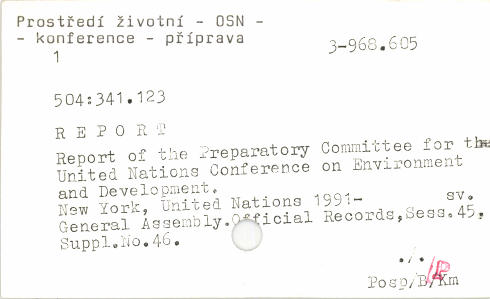 Prostředí životní - OSN -
- konference - příprava
1
3-968.605
504:341.123
R E P O R T
Report of the Preparatory Committee for the
United Nations Conference on Environment
and Development.
New York, United Nations 1991- sv.
General Assembly.Official Records,Sess.45,
Suppl.No.46.
./.
Posp/B/Km